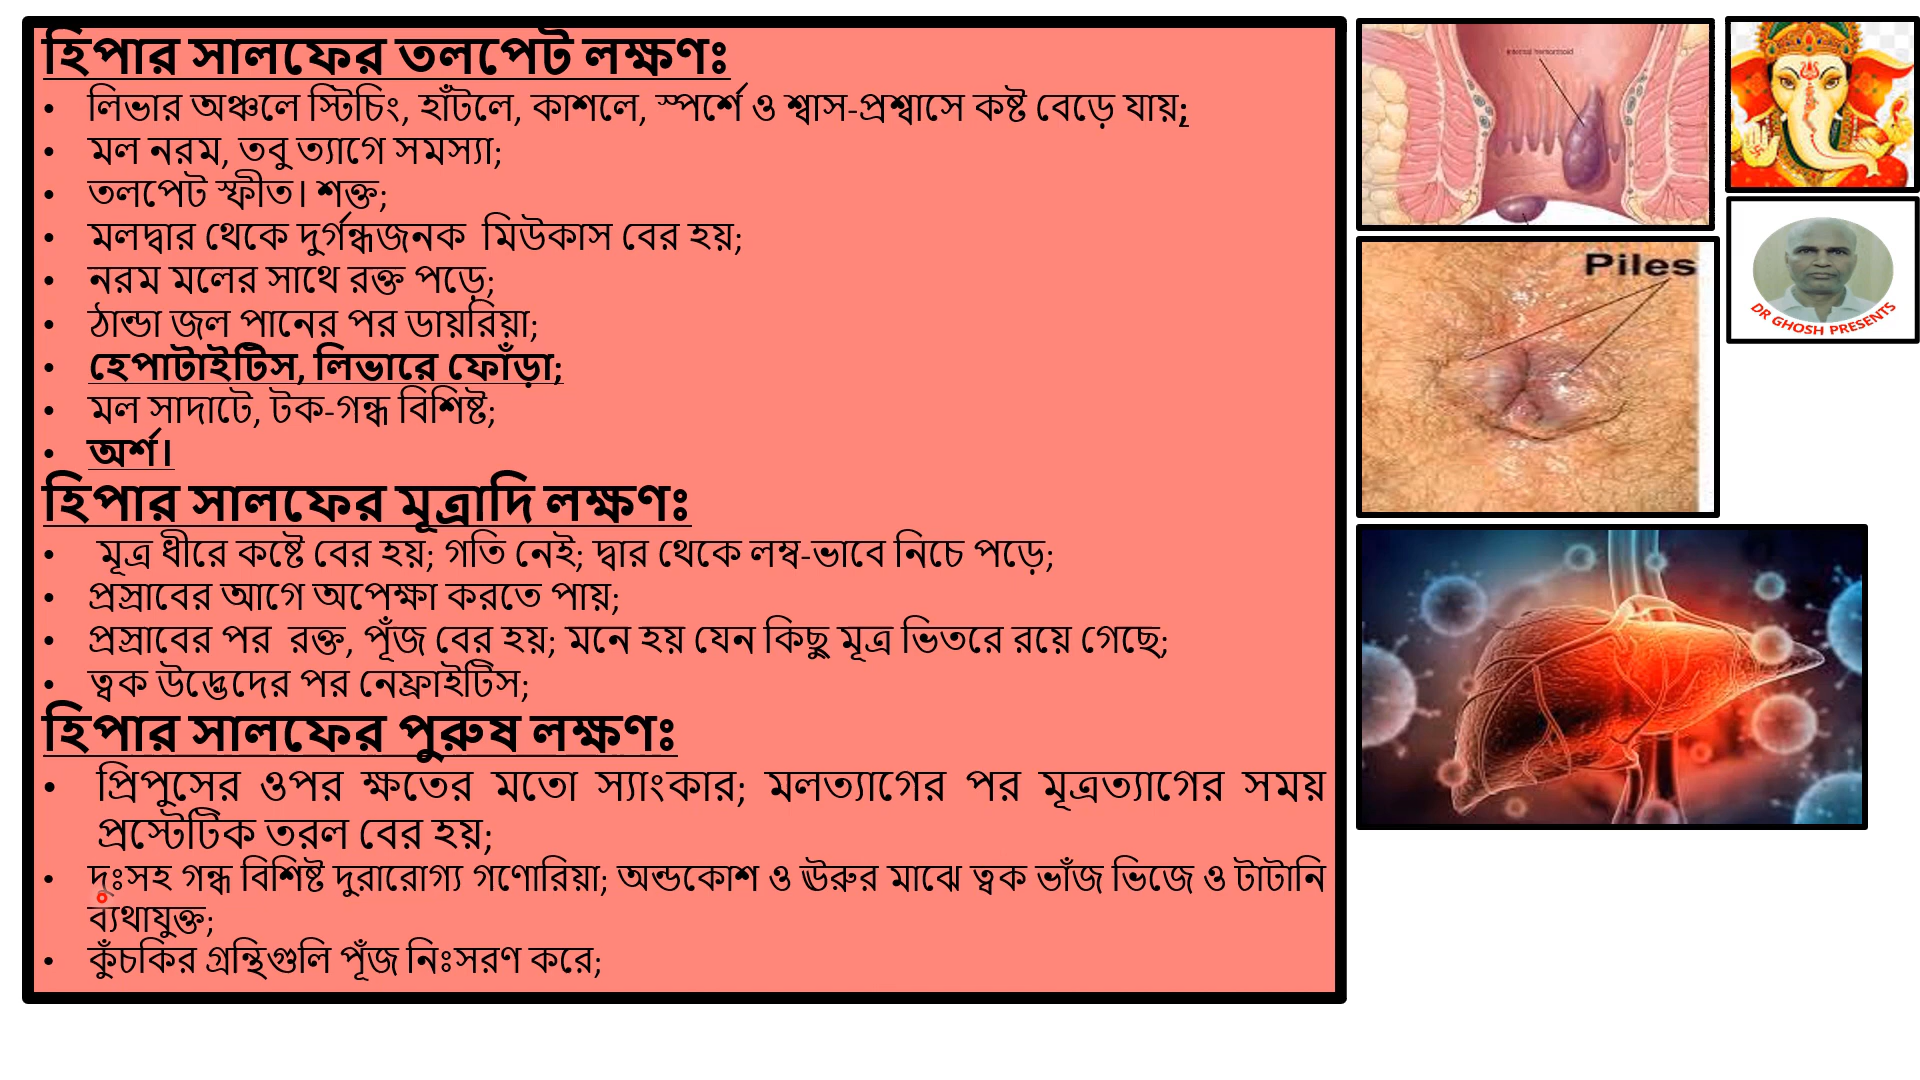 হিপার সালফের তলপেট লক্ষণঃ
• লিভার অঞ্চলে স্টিচিং, হাঁটলে, কাশলে, স্পর্শে ও শ্বাস-প্রশ্বাসে কষ্ট বেড়ে যায়;
• মল নরম, তবু ত্যাগে সমস্যা;
• তলপেট স্ফীত। শক্ত;
• মলদ্বার থেকে দুর্গন্ধজনক মিউকাস বের হয়;
• নরম মলের সাথে রক্ত পড়ে;
• ঠান্ডা জল পানের পর ডায়রিয়া;
• হেপাটাইটিস, লিভারে ফোঁড়া;
• মল সাদাটে, টক-গন্ধ বিশিষ্ট;
• অর্শ।
হিপার সালফের মূত্রাদি লক্ষণঃ
• মূত্র ধীরে কষ্টে বের হয়; গতি নেই; দ্বার থেকে লম্ব-ভাবে নিচে পড়ে;
• প্রস্রাবের আগে অপেক্ষা করতে পায়;
• প্রস্রাবের পর রক্ত, পূঁজ বের হয়; মনে হয় যেন কিছু মূত্র ভিতরে রয়ে গেছে;
• ত্বক উদ্ভেদের পর নেফ্রাইটিস;
হিপার সালফের পুরুষ লক্ষণঃ
• প্রিপুসের ওপর ক্ষতের মতো স্যাংকার; মলত্যাগের পর মূত্রত্যাগের সময়
প্রস্টেটিক তরল বের হয়;
• দুঃসহ গন্ধ বিশিষ্ট দুরারোগ্য গণোরিয়া; অন্ডকোশ ও ঊরুর মাঝে ত্বক ভাঁজ ভিজে ও টাটানি
ব্যথাযুক্ত;
• কুঁচকির গ্রন্থিগুলি পূঁজ নিঃসরণ করে;
Internal hemorrhoid
Piles
DR GHOSH PRESENTS